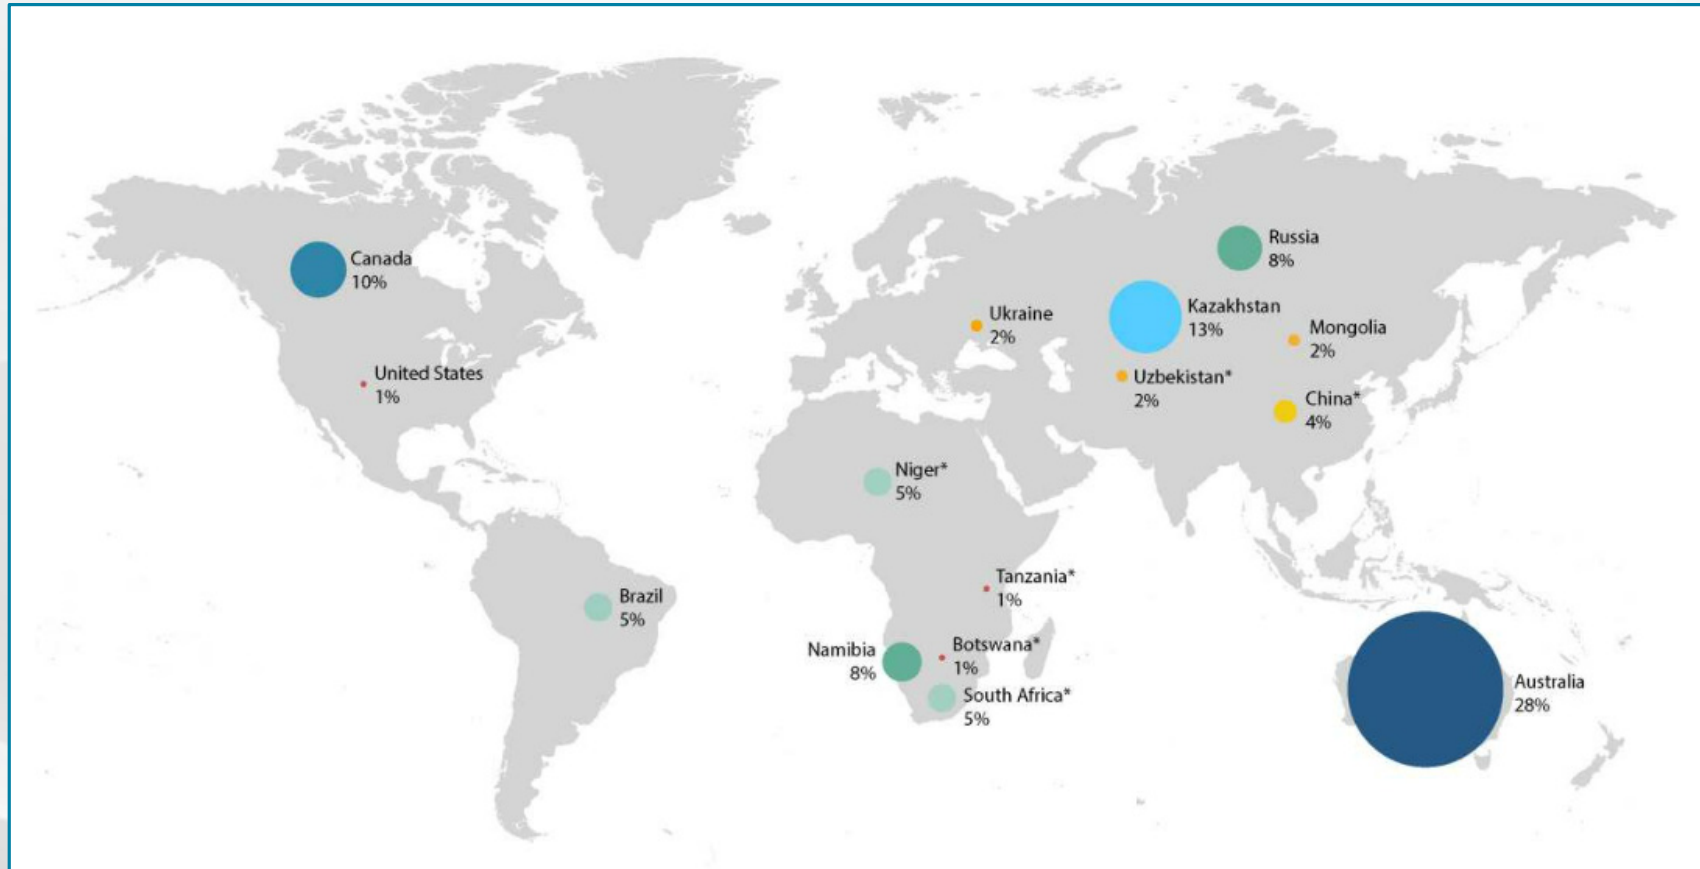 Canada
10%
United States
1%
Brazil
5%
Ukraine
2%
Russia
8%
Kazakhstan
13%
Mongolia
2%
Uzbekistan*
2%
China*
4%
Niger*
5%
Tanzania*
1%
Namibia
8%
Botswana*
1%
South Africa*
5%
Australia
28%